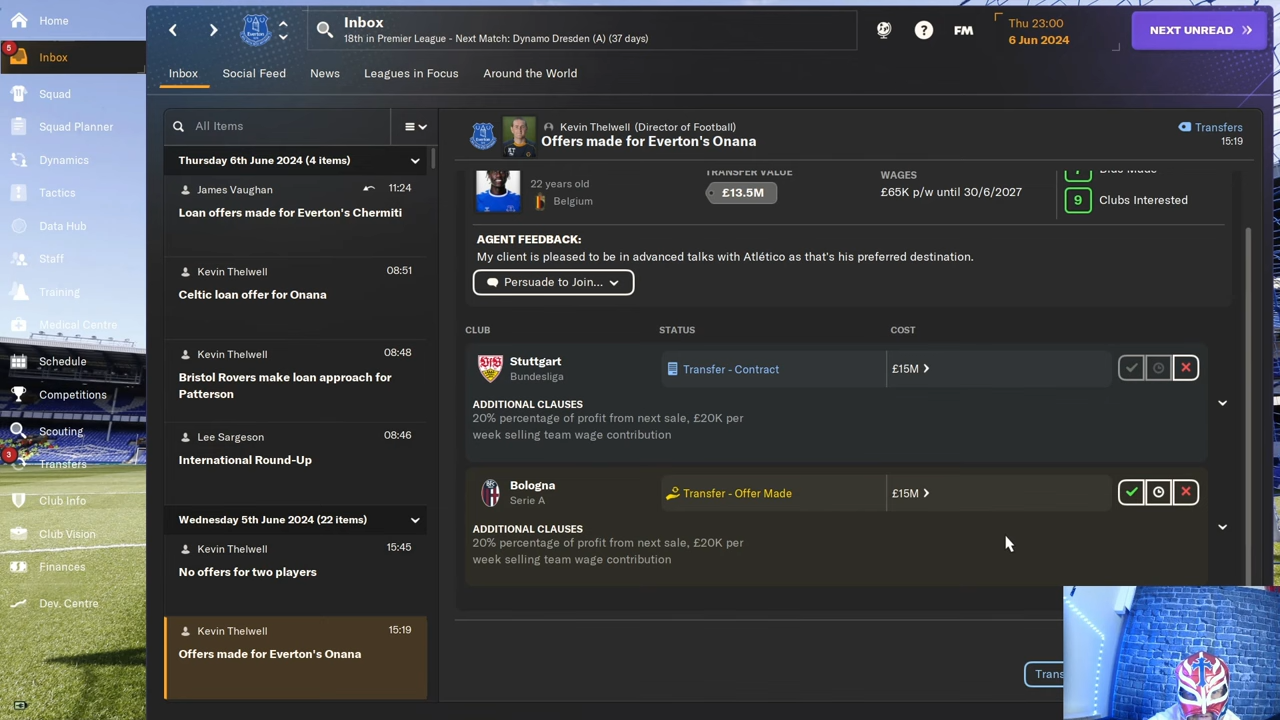 Home
5
Inbox
Squad
Squad Planner
Dynamics
Tactics
Data Hub
Staff
Training
Medical Centre
Schedule
Competitions
Scouting
3
Transfers
Club Info
Club Vision
Finances
Dev. Centre
Everton
Inbox
18th in Premier League - Next Match: Dynamo Dresden (A) (37 days)
?
FM
Thu 23:00
6 Jun 2024
NEXT UNREAD
Inbox
Social Feed
News
Leagues in Focus
Around the World
All Items
Thursday 6th June 2024 (4 items)
James Vaughan
11:24
Loan offers made for Everton's Chermiti
Kevin Thelwell
08:51
Celtic loan offer for Onana
Kevin Thelwell
08:48
Bristol Rovers make loan approach for
Patterson
Lee Sargeson
08:46
International Round-Up
Wednesday 5th June 2024 (22 items)
Kevin Thelwell
15:45
No offers for two players
Kevin Thelwell
15:19
Offers made for Everton's Onana
Kevin Thelwell (Director of Football)
Offers made for Everton's Onana
Transfers
15:19
22 years old
Belgium
TRANSFER VALUE
£13.5M
WAGES
£65K p/w until 30/6/2027
9
Clubs Interested
AGENT FEEDBACK:
My client is pleased to be in advanced talks with Atlético as that's his preferred destination.
Persuade to Join...
CLUB
STATUS
COST
Stuttgart
Bundesliga
Transfer - Contract
£15M
ADDITIONAL CLAUSES
20% percentage of profit from next sale, £20K per
week selling team wage contribution
Bologna
Serie A
Transfer - Offer Made
£15M
ADDITIONAL CLAUSES
20% percentage of profit from next sale, £20K per
week selling team wage contribution
Trans